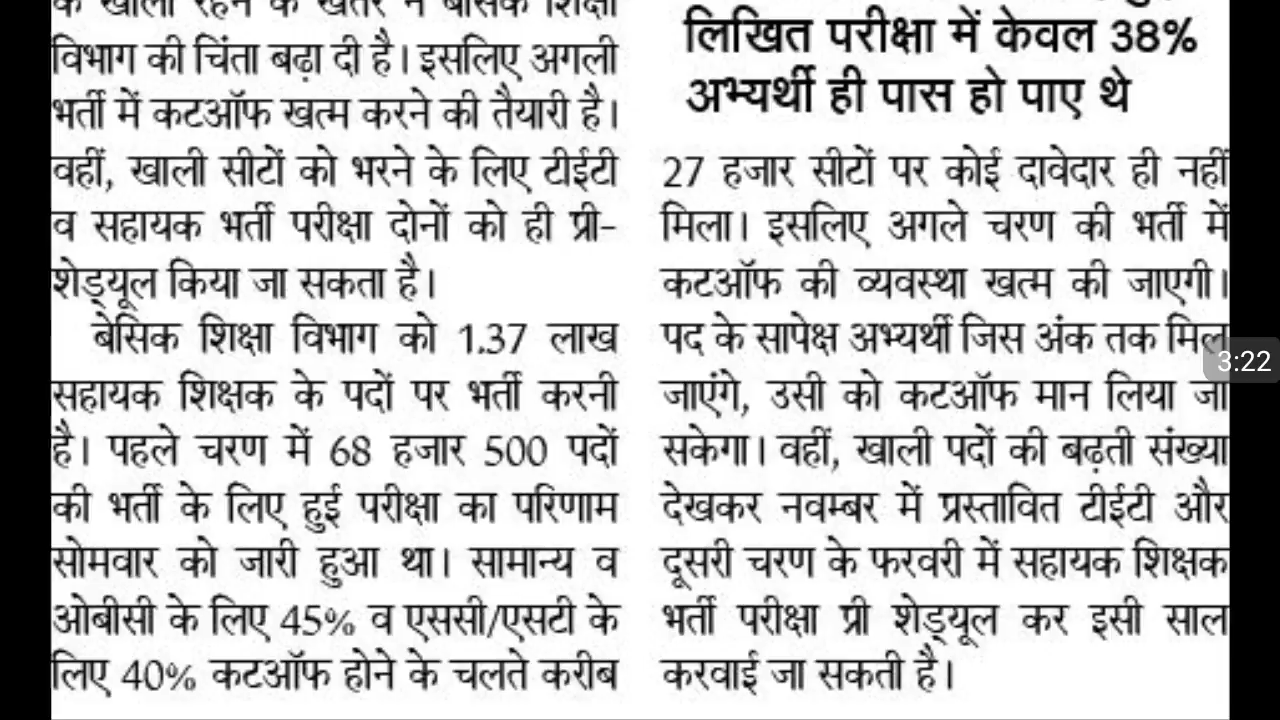 के खाली रहने के खतरे ने बेसिक शिक्षा
विभाग की चिंता बढ़ा दी है। इसलिए अगली
भर्ती में कटऑफ खत्म करने की तैयारी है।
वहीं, खाली सीटों को भरने के लिए टीईटी
व सहायक भर्ती परीक्षा दोनों को ही प्री-
शेड्यूल किया जा सकता है।
बेसिक शिक्षा विभाग को 1.37 लाख
सहायक शिक्षक के पदों पर भर्ती करनी
है। पहले चरण में 68 हजार 500 पदों
की भर्ती के लिए हुई परीक्षा का परिणाम
सोमवार को जारी हुआ था। सामान्य व
ओबीसी के लिए 45% व एससी/एसटी के
लिए 40% कटऑफ होने के चलते करीब
लिखित परीक्षा में केवल 38%
अभ्यर्थी ही पास हो पाए थे
27 हजार सीटों पर कोई दावेदार ही नहीं
मिला। इसलिए अगले चरण की भर्ती में
कटऑफ की व्यवस्था खत्म की जाएगी।
पद के सापेक्ष अभ्यर्थी जिस अंक तक मिल
जाएंगे, उसी को कटऑफ मान लिया जा
सकेगा। वहीं, खाली पदों की बढ़ती संख्या
देखकर नवम्बर में प्रस्तावित टीईटी और
दूसरी चरण के फरवरी में सहायक शिक्षक
भर्ती परीक्षा प्री शेड्यूल कर इसी साल
करवाई जा सकती है।
3:22